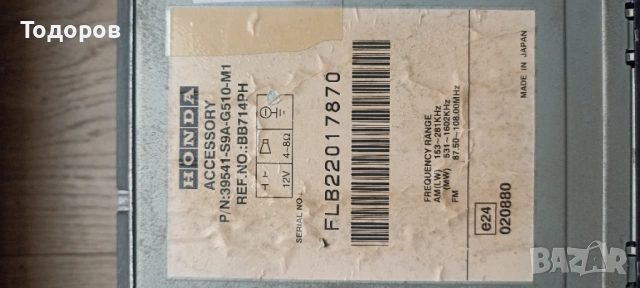 Тодоров
HONDA
ACCESSORY
P/N:39541-S9A-G510-M1
REF.NO.:BB714PH
12V 4-8Ω
SERIAL NO.
FLB22017870
FREQUENCY RANGE
AM(LW) 153~281KHz
(MW) 531~1602KHz
FM 87.50~108.00MHz
e24
020880
MADE IN JAPAN
BAZAR